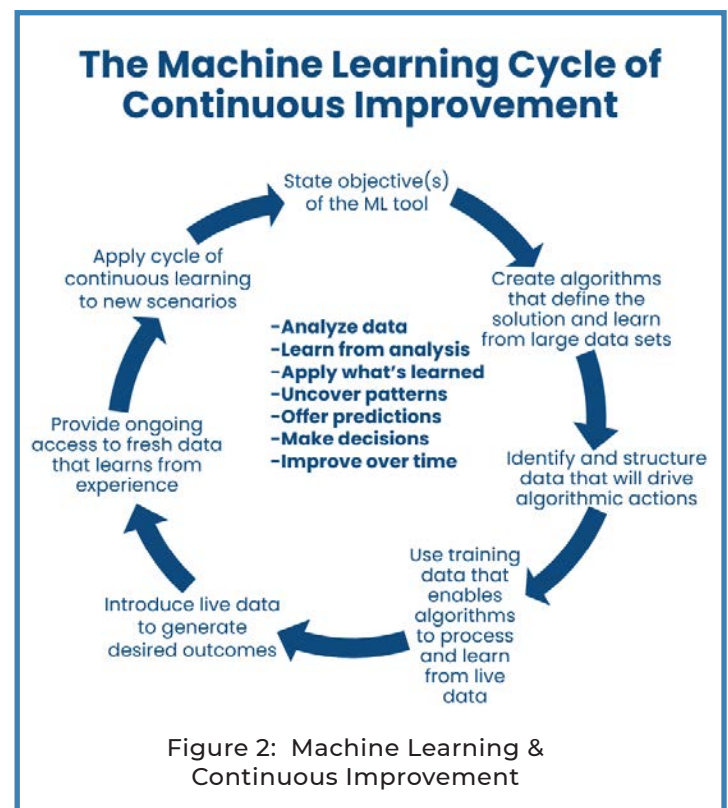 The Machine Learning Cycle of
Continuous Improvement
State objective(s)
of the ML tool
Create algorithms
that define the
solution and learn
from large data sets
Identify and structure
data that will drive
algorithmic actions
Use training
data that
enables
algorithms
to process
and learn
from live
data
Introduce live data
to generate
desired outcomes
Provide ongoing
access to fresh data
that learns from
experience
Apply cycle of
continuous learning
to new scenarios
-Analyze data
-Learn from analysis
-Apply what's learned
-Uncover patterns
-Offer predictions
-Make decisions
-Improve over time
Figure 2:  Machine Learning &
Continuous Improvement